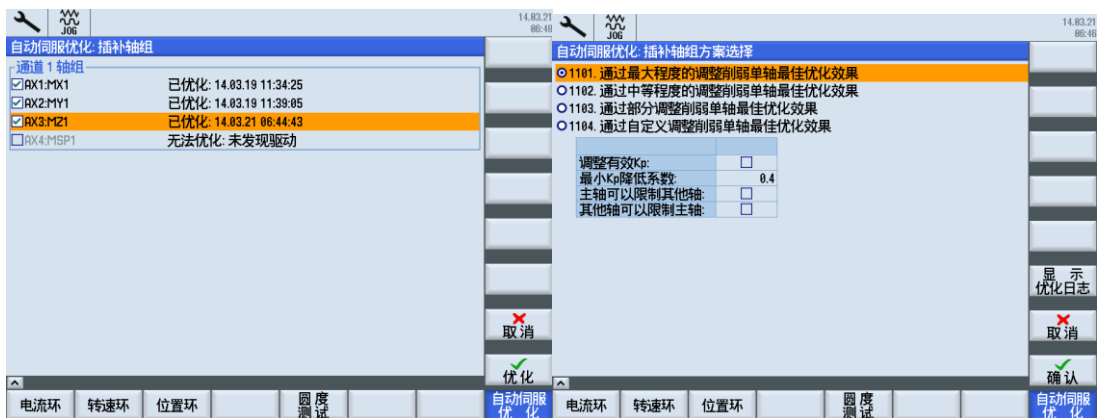 JOG
14.03.21
06:48
自动伺服优化: 插补轴组
通道 1 轴组
AX1:MX1 已优化: 14.03.19 11:34:25
AX2:MY1 已优化: 14.03.19 11:39:05
AX3:MZ1 已优化: 14.03.21 06:44:43
AX4:MSP1 无法优化: 未发现驱动
取消
优化
电流环 转速环 位置环 圆度测试 自动伺服优化
JOG
14.03.21
06:48
自动伺服优化: 插补轴组方案选择
1101. 通过最大程度的调整削弱单轴最佳优化效果
1102. 通过中等程度的调整削弱单轴最佳优化效果
1103. 通过部分调整削弱单轴最佳优化效果
1104. 通过自定义调整削弱单轴最佳优化效果
调整有效Kp:
最小Kp降低系数: 0.4
主轴可以限制其他轴:
其他轴可以限制主轴:
显示
优化日志
取消
确认
电流环 转速环 位置环 圆度测试 自动伺服优化